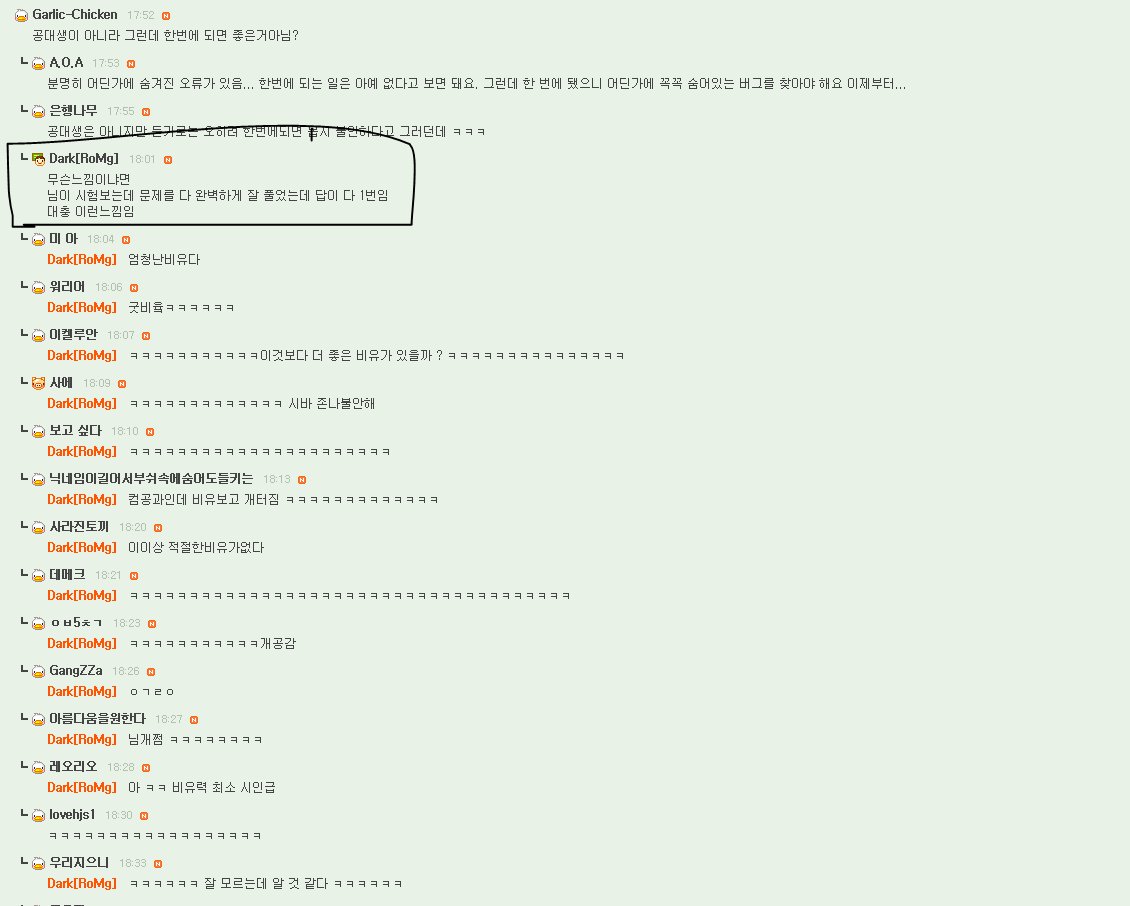 Garlic-Chicken 17:52 N
공대생이 아니라 그런데 한번에 되면 좋은거아님?
A.O.A 17:53 N
분명히 어딘가에 숨겨진 오류가 있음... 한번에 되는 일은 아예 없다고 보면 돼요. 그런데 한 번에 됐으니 어딘가에 꼭꼭 숨어있는 버그를 찾아야 해요 이제부터...
은행나무 17:55 N
공대생은 아니지만 듣기로는 오히려 한번에되면 불안하다고 그러던데 ㅋㅋㅋ
Dark[RoMg] 18:01 N
무슨느낌이냐면
님이 시험보는데 문제를 다 완벽하게 잘 풀었는데 답이 다 1번임
대충 이런느낌임
미 아 18:04 N
Dark[RoMg] 엄청난비유다
워리어 18:06 N
Dark[RoMg] 굿비윸ㅋㅋㅋㅋㅋㅋ
이켈루안 18:07 N
Dark[RoMg] ㅋㅋㅋㅋㅋㅋㅋㅋㅋㅋㅋ이것보다 더 좋은 비유가 있을까 ? ㅋㅋㅋㅋㅋㅋㅋㅋㅋㅋㅋㅋㅋㅋㅋ
사에 18:09 N
Dark[RoMg] ㅋㅋㅋㅋㅋㅋㅋㅋㅋㅋㅋㅋㅋ 시바 존나불안해
보고 싶다 18:10 N
Dark[RoMg] ㅋㅋㅋㅋㅋㅋㅋㅋㅋㅋㅋㅋㅋㅋㅋㅋㅋㅋㅋㅋㅋㅋ
닉네임이길어서부쉬속에숨어도들키는 18:13 N
Dark[RoMg] 컴공과인데 비유보고 개터짐 ㅋㅋㅋㅋㅋㅋㅋㅋㅋㅋㅋㅋㅋ
사라진토끼 18:20 N
Dark[RoMg] 이이상 적절한비유가없다
데메크 18:21 N
Dark[RoMg] ㅋㅋㅋㅋㅋㅋㅋㅋㅋㅋㅋㅋㅋㅋㅋㅋㅋㅋㅋㅋㅋㅋㅋㅋㅋㅋㅋㅋㅋㅋㅋㅋㅋㅋㅋㅋㅋ
ㅇㅂ5ㅊㄱ 18:23 N
Dark[RoMg] ㅋㅋㅋㅋㅋㅋㅋㅋㅋㅋㅋ개공감
GangZZa 18:26 N
Dark[RoMg] ㅇㄱㄹㅇ
아름다움을원한다 18:27 N
Dark[RoMg] 님개쩜 ㅋㅋㅋㅋㅋㅋㅋㅋ
레오리오 18:28 N
Dark[RoMg] 아 ㅋㅋ 비유력 최소 시인급
lovehjs1 18:30 N
ㅋㅋㅋㅋㅋㅋㅋㅋㅋㅋㅋㅋㅋㅋㅋㅋㅋㅋ
우리지으니 18:33 N
Dark[RoMg] ㅋㅋㅋㅋㅋㅋ 잘 모르는데 알 것 같다 ㅋㅋㅋㅋㅋㅋ